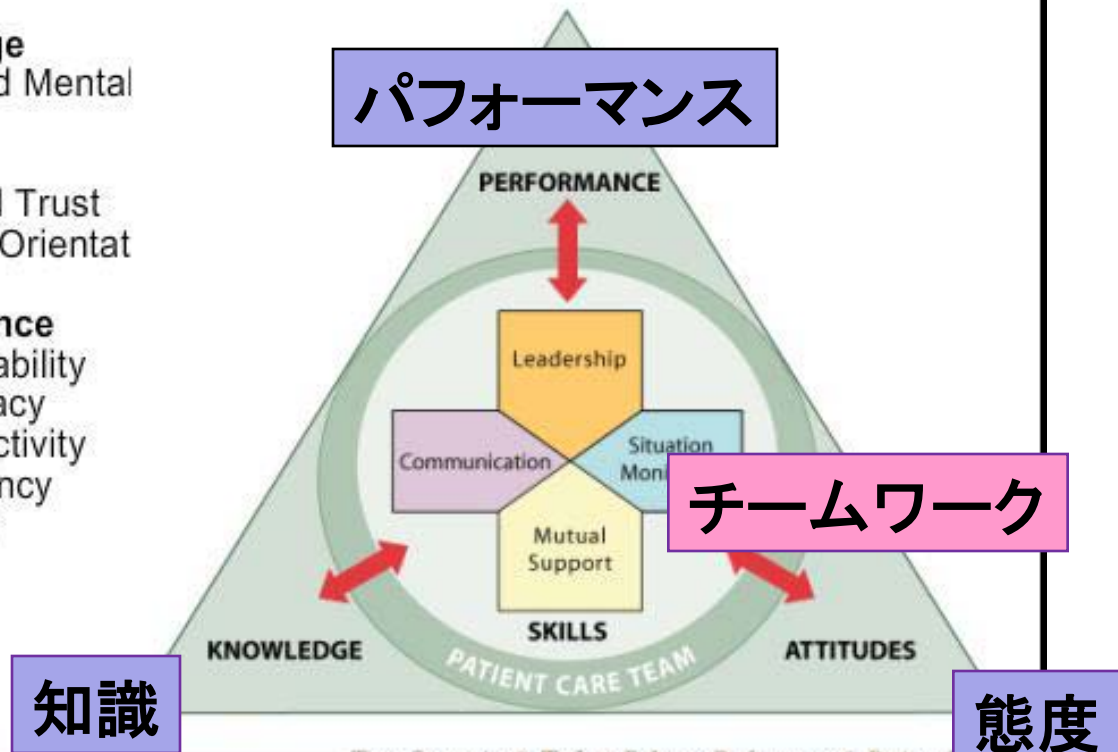 d Mental
Trust
Orientat
ability
acy
ctivity
ncy
パフォーマンス
PERFORMANCE
Leadership
Communication
Situation
チームワーク
Mutual
Support
SKILLS
KNOWLEDGE
ATTITUDES
PATIENT CARE TEAM
知識
態度